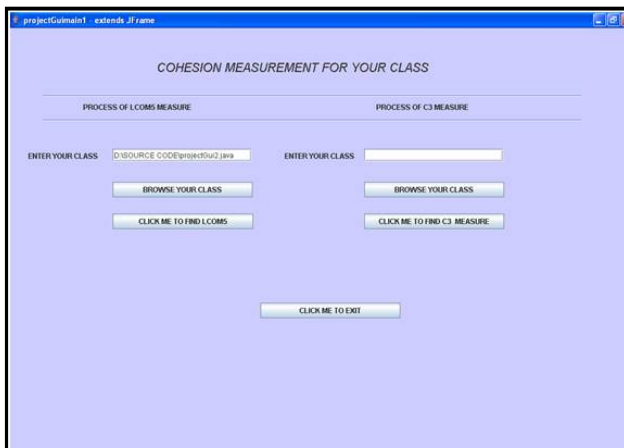 projectGuimain1 - extends JFrame
COHESION MEASUREMENT FOR YOUR CLASS
PROCESS OF LCOM5 MEASURE
PROCESS OF C3 MEASURE
ENTER YOUR CLASS
D:\SOURCE CODE\projectGui2.java
ENTER YOUR CLASS
BROWSE YOUR CLASS
BROWSE YOUR CLASS
CLICK ME TO FIND LCOM5
CLICK ME TO FIND C3 MEASURE
CLICK ME TO EXIT